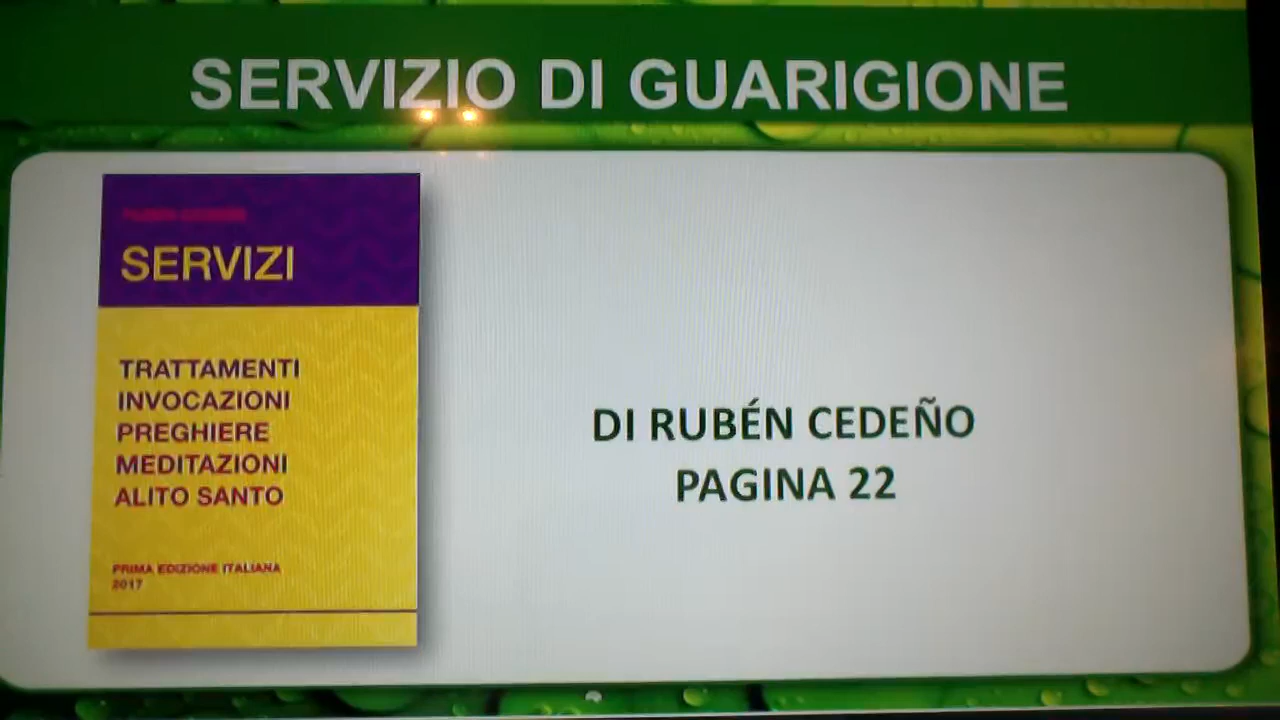 SERVIZIO DI GUARIGIONE
SERVIZI
TRATTAMENTI
INVOCAZIONI
PREGHIERE
MEDITAZIONI
ALITO SANTO
PRIMA EDIZIONE ITALIANA
2017
DI RUBÉN CEDEÑO
PAGINA 22